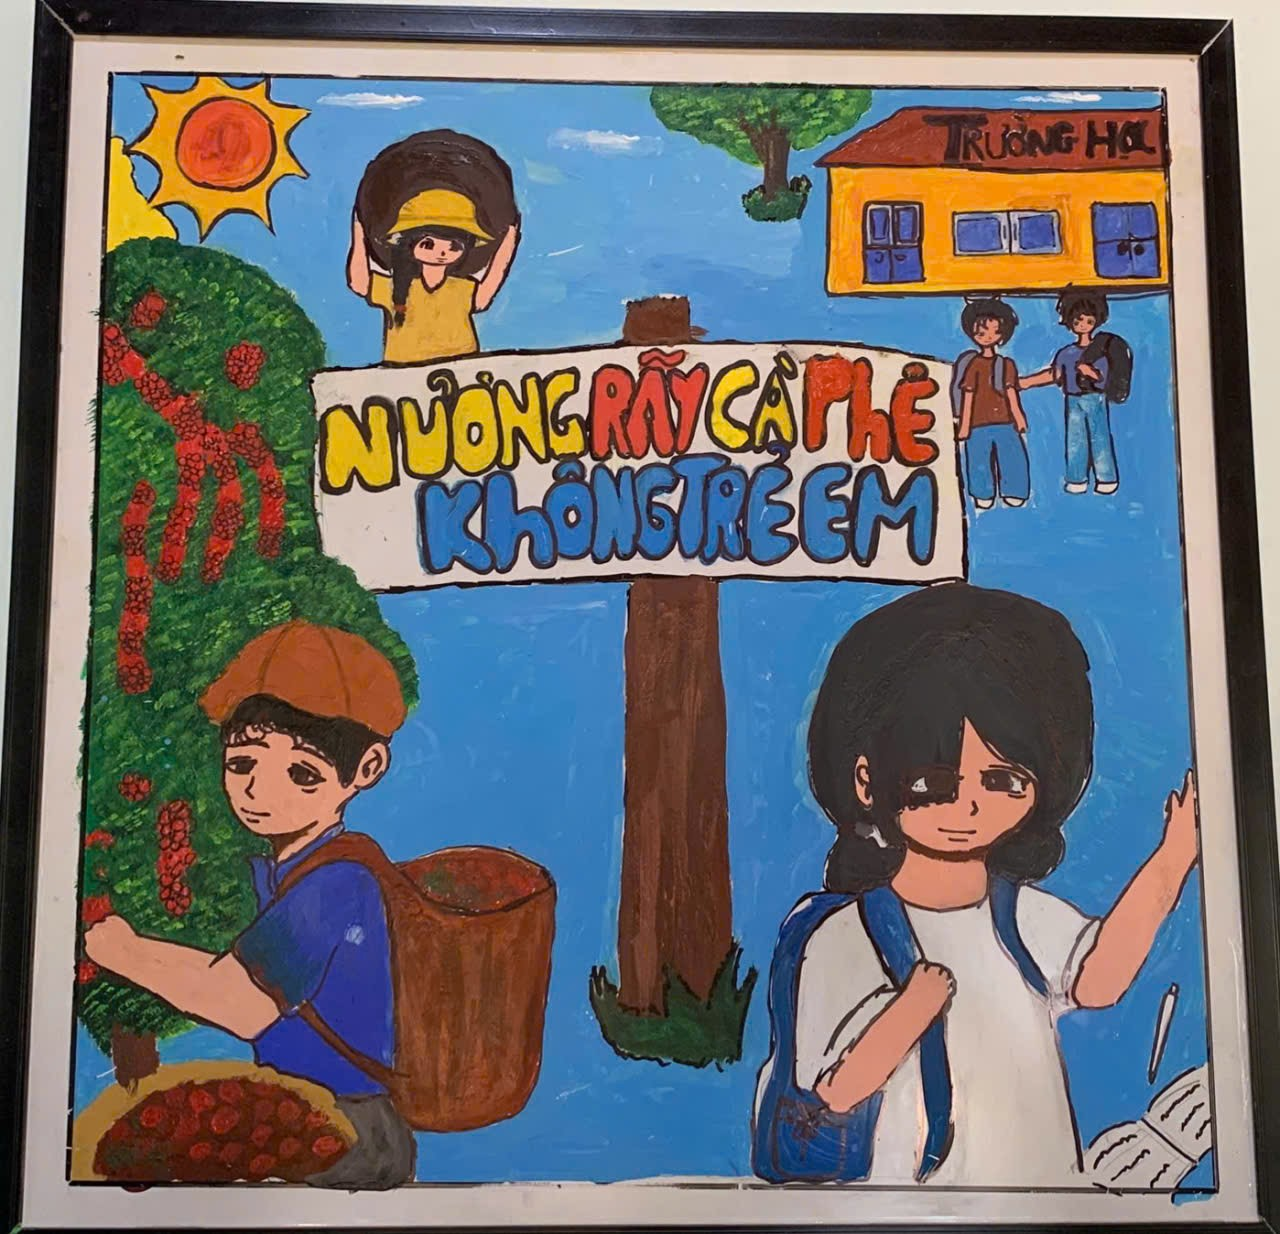 TRƯỜNG HỌC
NƯƠNG RẪY CÀ PHÊ
KHÔNG TRẺ EM